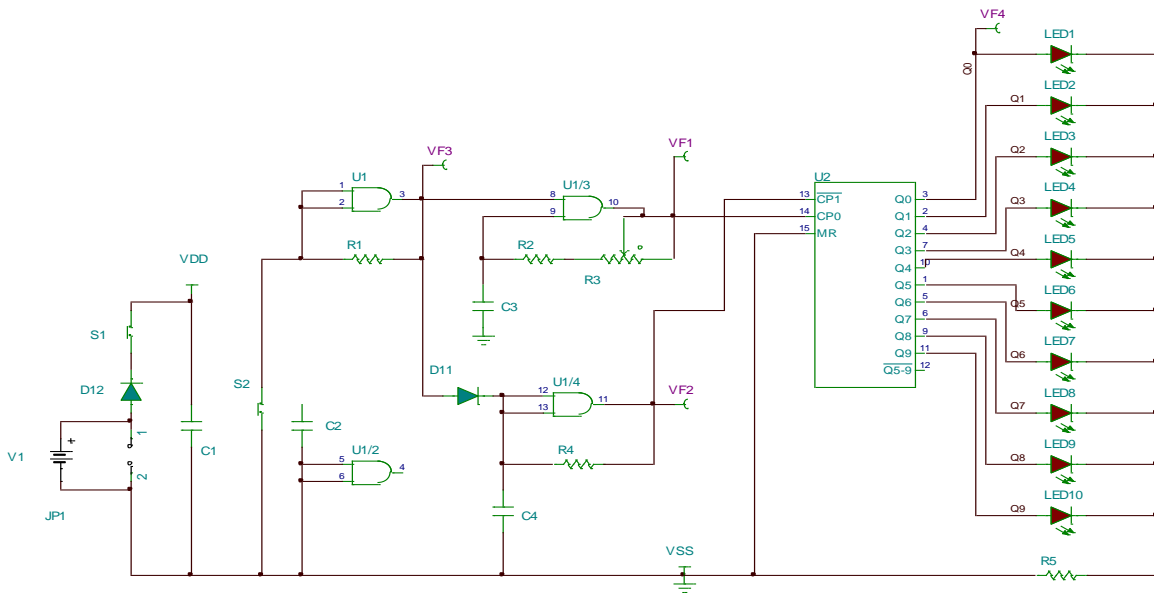 VF4
LED1
Q0
LED2
Q1
LED3
Q2
LED4
Q3
LED5
Q4
LED6
Q5
LED7
Q6
LED8
Q7
LED9
Q8
LED10
Q9
VF3
VF1
U1
1
2
3
U1/3
8
9
10
R1
R2
R3
C3
VDD
S1
D12
V1
+
1
2
JP1
C1
S2
C2
U1/2
5
6
4
D11
U1/4
12
13
11
VF2
R4
C4
VSS
R5
U2
13 CP1
14 CP0
15 MR
Q0 3
Q1 2
Q2 4
Q3 7
Q4 10
Q5 1
Q6 5
Q7 6
Q8 9
Q9 11
Q5-9 12